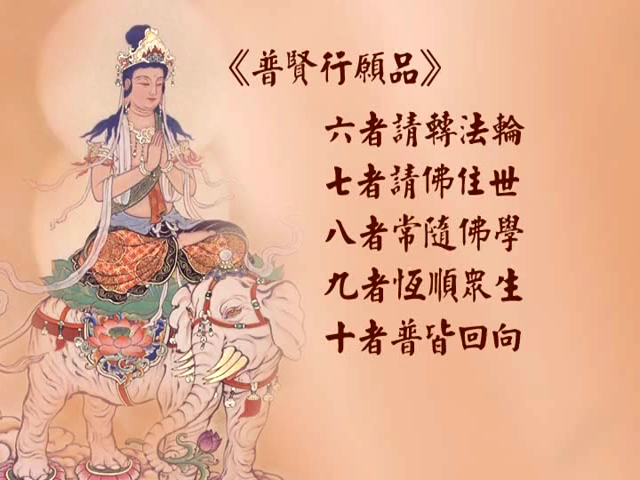 《普賢行願品》
六者請轉法輪
七者請佛住世
八者常隨佛學
九者恆順眾生
十者普皆回向